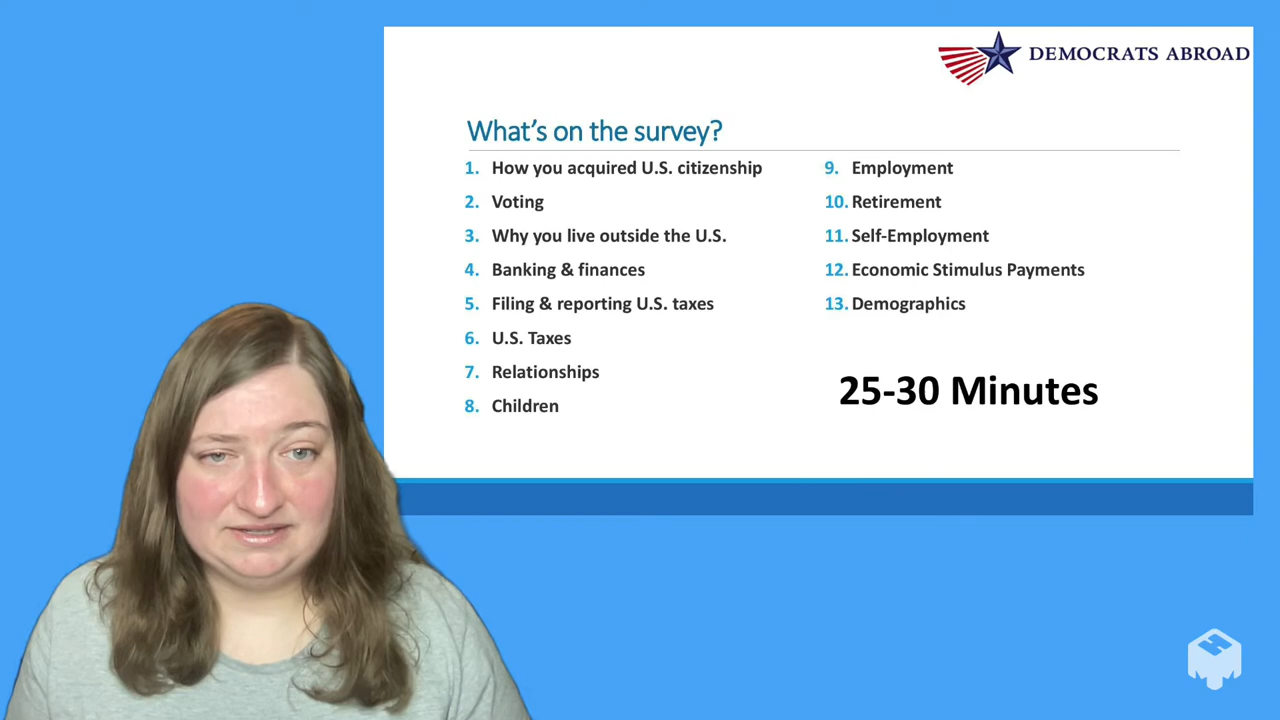 DEMOCRATS ABROAD
What's on the survey?
1. How you acquired U.S. citizenship
2. Voting
3. Why you live outside the U.S.
4. Banking & finances
5. Filing & reporting U.S. taxes
6. U.S. Taxes
7. Relationships
8. Children
9. Employment
10. Retirement
11. Self-Employment
12. Economic Stimulus Payments
13. Demographics
25-30 Minutes